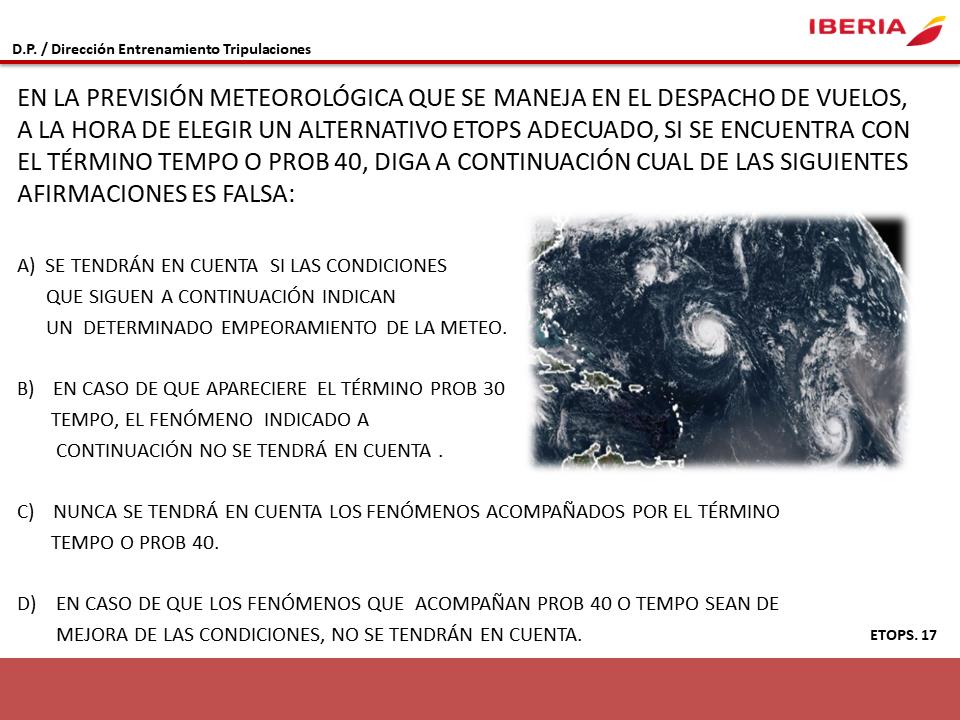 IBERIA
D.P. / Dirección Entrenamiento Tripulaciones
EN LA PREVISIÓN METEOROLÓGICA QUE SE MANEJA EN EL DESPACHO DE VUELOS,
A LA HORA DE ELEGIR UN ALTERNATIVO ETOPS ADECUADO, SI SE ENCUENTRA CON
EL TÉRMINO TEMPO O PROB 40, DIGA A CONTINUACIÓN CUAL DE LAS SIGUIENTES
AFIRMACIONES ES FALSA:
A) SE TENDRÁN EN CUENTA SI LAS CONDICIONES
QUE SIGUEN A CONTINUACIÓN INDICAN
UN DETERMINADO EMPEORAMIENTO DE LA METEO.
B) EN CASO DE QUE APARECIERE EL TÉRMINO PROB 30
TEMPO, EL FENÓMENO INDICADO A
CONTINUACIÓN NO SE TENDRÁ EN CUENTA .
C) NUNCA SE TENDRÁ EN CUENTA LOS FENÓMENOS ACOMPAÑADOS POR EL TÉRMINO
TEMPO O PROB 40.
D) EN CASO DE QUE LOS FENÓMENOS QUE ACOMPAÑAN PROB 40 O TEMPO SEAN DE
MEJORA DE LAS CONDICIONES, NO SE TENDRÁN EN CUENTA.
ETOPS. 17